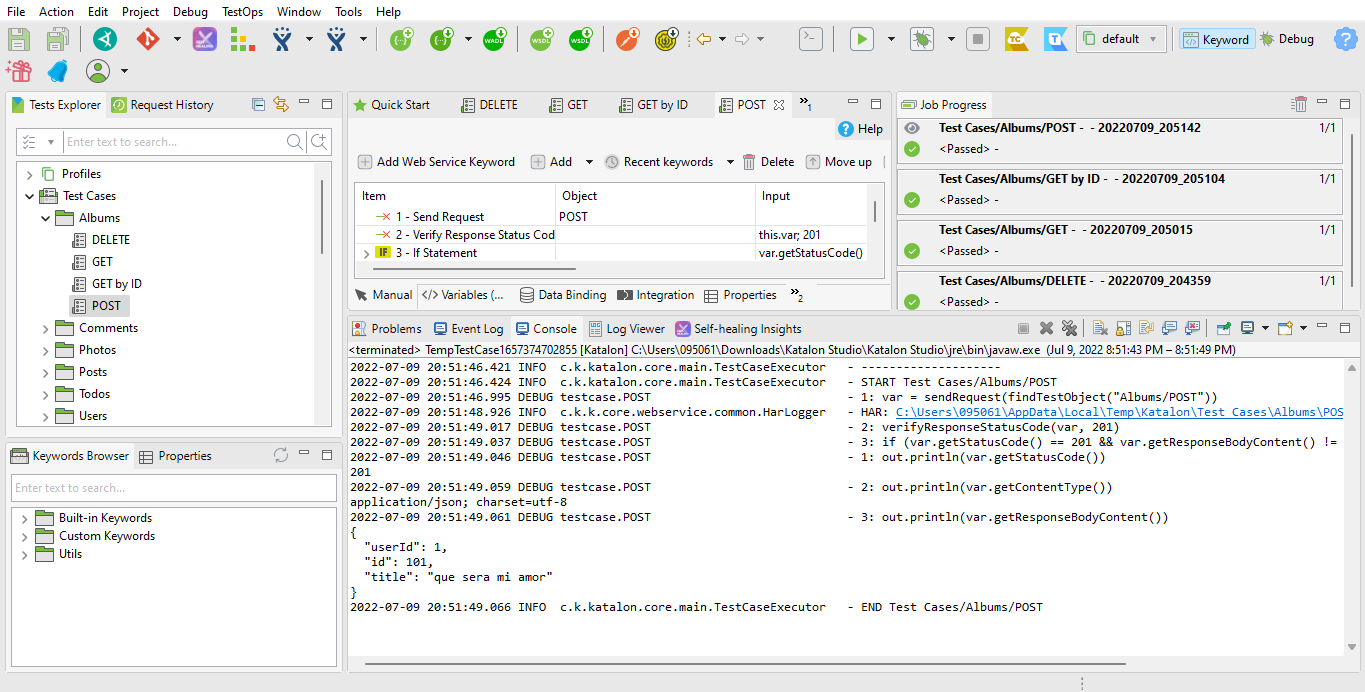 File Action Edit Project Debug TestOps Window Tools Help
WADL WSDL WSDL TC T default Keyword Debug ?
Tests Explorer Request History
Enter text to search...
Profiles
Test Cases
Albums
DELETE
GET
GET by ID
POST
Comments
Photos
Posts
Todos
Users
Keywords Browser Properties
Enter text to search...
Built-in Keywords
Custom Keywords
Utils
Quick Start DELETE GET GET by ID POST »1
Help
Add Web Service Keyword Add Recent keywords Delete Move up
Item Object Input
1 - Send Request POST
2 - Verify Response Status Cod this.var; 201
IF 3 - If Statement var.getStatusCode()
Manual </> Variables (... Data Binding Integration Properties »2
Job Progress
Test Cases/Albums/POST - - 20220709_205142 1/1
<Passed> -
Test Cases/Albums/GET by ID - - 20220709_205104 1/1
<Passed> -
Test Cases/Albums/GET - - 20220709_205015 1/1
<Passed> -
Test Cases/Albums/DELETE - - 20220709_204359 1/1
<Passed> -
Problems Event Log Console Log Viewer Self-healing Insights
<terminated> TempTestCase1657374702855 [Katalon] C:\Users\095061\Downloads\Katalon Studio\Katalon Studio\jre\bin\javaw.exe (Jul 9, 2022 8:51:43 PM – 8:51:49 PM)
2022-07-09 20:51:46.421 INFO c.k.katalon.core.main.TestCaseExecutor - --------------------
2022-07-09 20:51:46.424 INFO c.k.katalon.core.main.TestCaseExecutor - START Test Cases/Albums/POST
2022-07-09 20:51:46.995 DEBUG testcase.POST - 1: var = sendRequest(findTestObject("Albums/POST"))
2022-07-09 20:51:48.926 INFO c.k.k.core.webservice.common.HarLogger - HAR: C:\Users\095061\AppData\Local\Temp\Katalon\Test Cases\Albums\POS
2022-07-09 20:51:49.017 DEBUG testcase.POST - 2: verifyResponseStatusCode(var, 201)
2022-07-09 20:51:49.037 DEBUG testcase.POST - 3: if (var.getStatusCode() == 201 && var.getResponseBodyContent() !=
2022-07-09 20:51:49.046 DEBUG testcase.POST - 1: out.println(var.getStatusCode())
201
2022-07-09 20:51:49.059 DEBUG testcase.POST - 2: out.println(var.getContentType())
application/json; charset=utf-8
2022-07-09 20:51:49.061 DEBUG testcase.POST - 3: out.println(var.getResponseBodyContent())
{
"userId": 1,
"id": 101,
"title": "que sera mi amor"
}
2022-07-09 20:51:49.066 INFO c.k.katalon.core.main.TestCaseExecutor - END Test Cases/Albums/POST